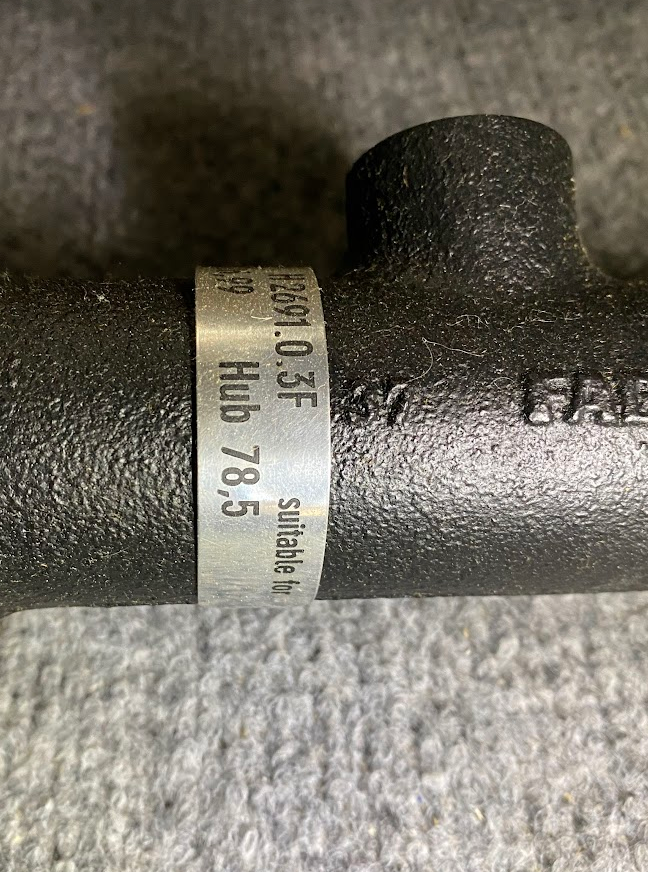 H2691.0.3F
suitable for
Hub 78,5